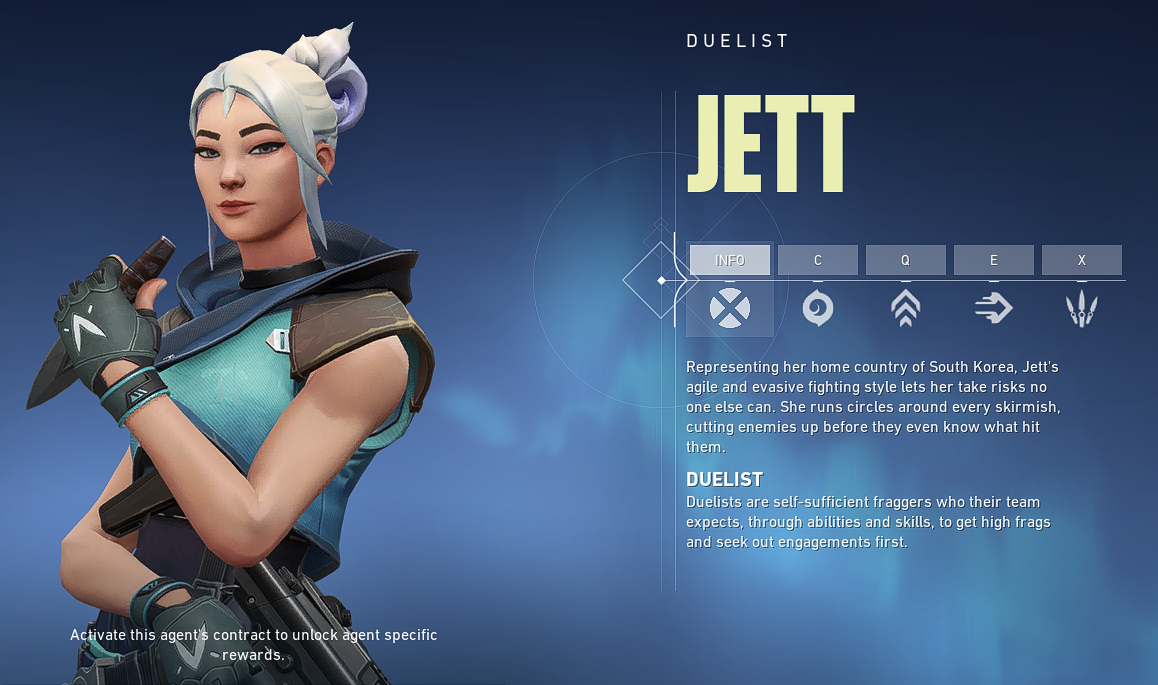 DUELIST
JETT
INFO
C
Q
E
X
Representing her home country of South Korea, Jett's
agile and evasive fighting style lets her take risks no
one else can. She runs circles around every skirmish,
cutting enemies up before they even know what hit
them.
DUELIST
Duelists are self-sufficient fraggers who their team
expects, through abilities and skills, to get high frags
and seek out engagements first.
Activate this agent's contract to unlock agent specific
rewards.